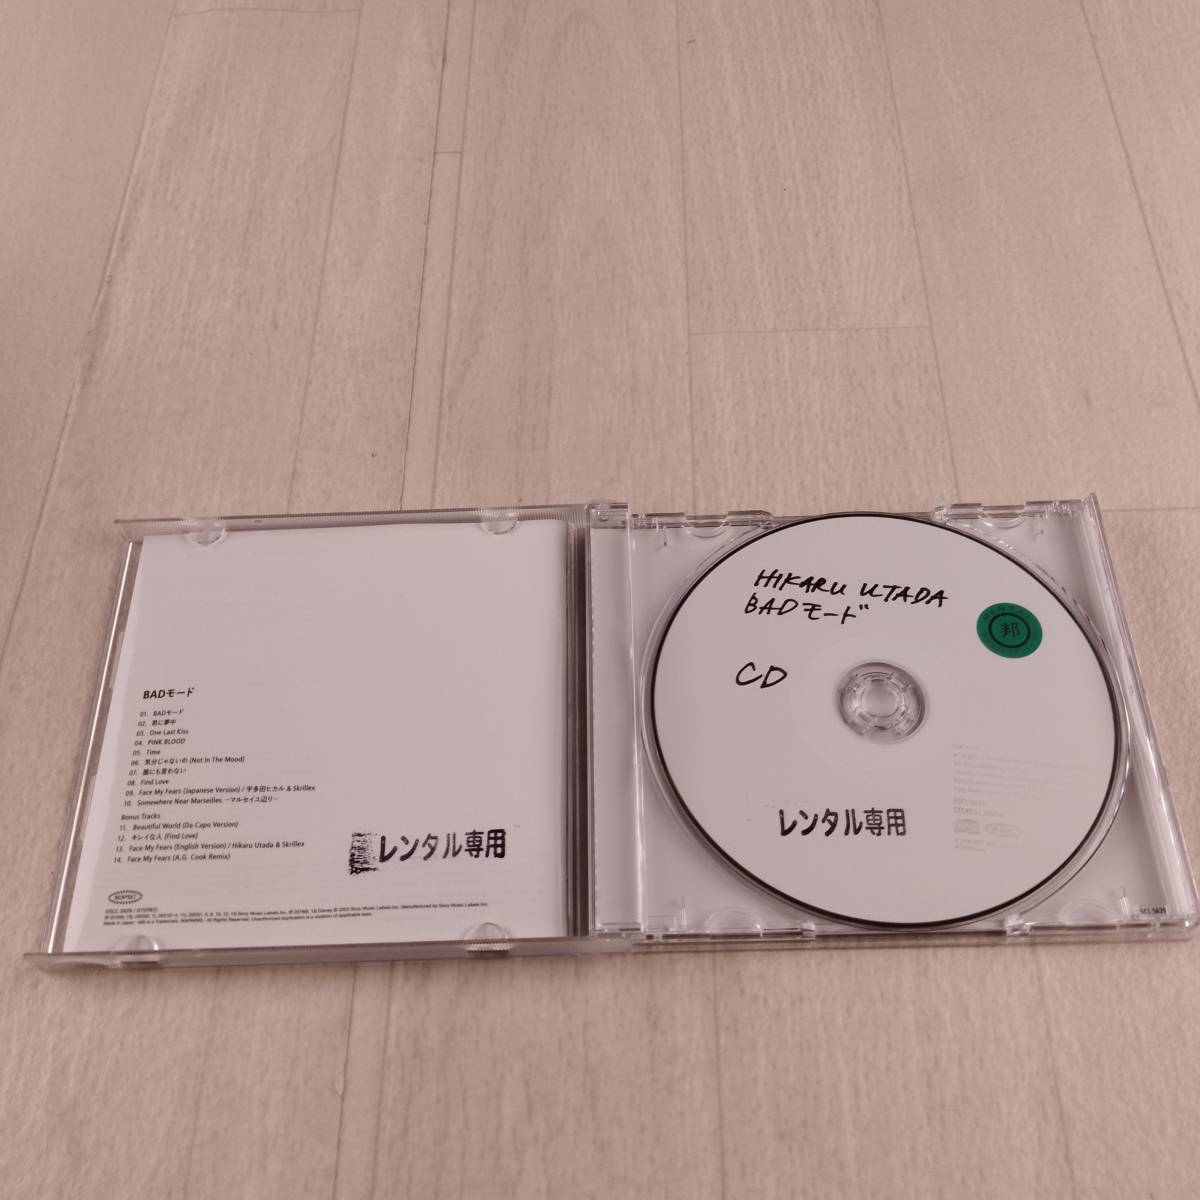 BADモード
01. BADモード
02. 君に夢中
03. One Last Kiss
04. PINK BLOOD
05. Time
06. 気分じゃないの (Not In The Mood)
07. 誰にも言わない
08. Find Love
09. Face My Fears (Japanese Version) / 宇多田ヒカル & Skrillex
10. Somewhere Near Marseilles ーマルセイユ辺りー
Bonus Tracks
11. Beautiful World (Da Capo Version)
12. キレイな人 (Find Love)
13. Face My Fears (English Version) / Hikaru Utada & Skrillex
14. Face My Fears (A.G. Cook Remix)
レンタル専用
epic
ESCL 5629 / STEREO
HIKARU UTADA
BADモード
CD
RENTAL
邦
レンタル専用